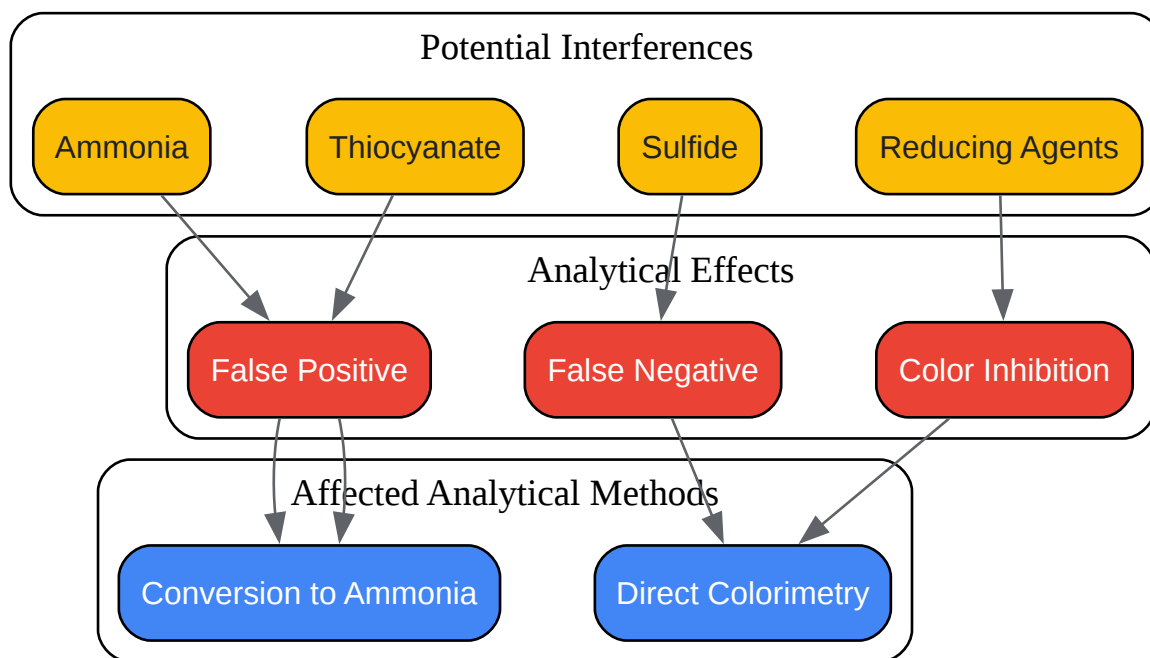 Potential Interferences
Ammonia
Thiocyanate
Sulfide
Reducing Agents
Analytical Effects
False Positive
False Negative
Color Inhibition
Affected Analytical Methods
Conversion to Ammonia
Direct Colorimetry